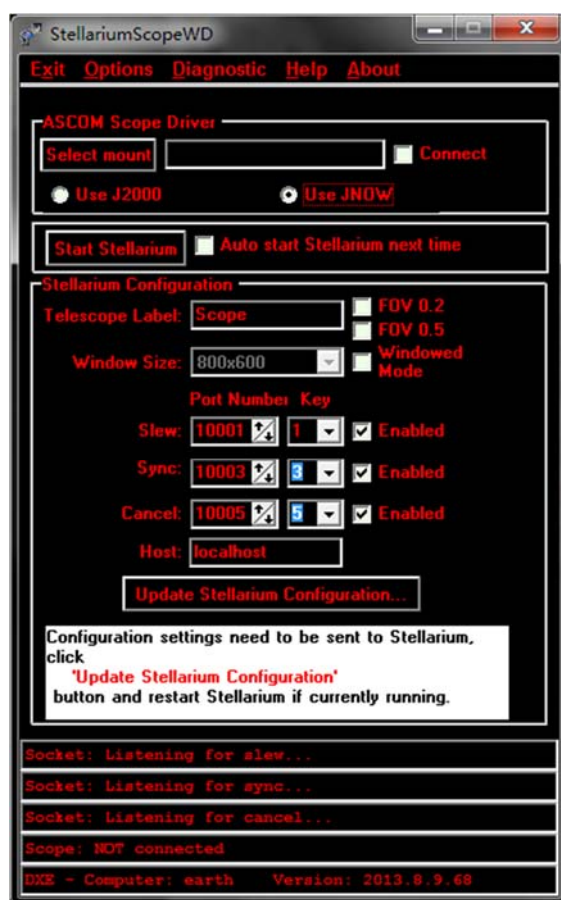 StellariumScopeWD
Exit Options Diagnostic Help About
ASCOM Scope Driver
Select mount Connect
Use J2000 Use JNOW
Start Stellarium Auto start Stellarium next time
Stellarium Configuration
Telescope Label: Scope FOV 0.2
FOV 0.5
Window Size: 800x600 Windowed
Mode
Port Number Key
Slew: 10001 1 Enabled
Sync: 10003 3 Enabled
Cancel: 10005 5 Enabled
Host: localhost
Update Stellarium Configuration...
Configuration settings need to be sent to Stellarium,
click
'Update Stellarium Configuration'
button and restart Stellarium if currently running.
Socket: Listening for slew...
Socket: Listening for sync...
Socket: Listening for cancel...
Scope: NOT connected
DXE - Computer: earth Version: 2013.8.9.68